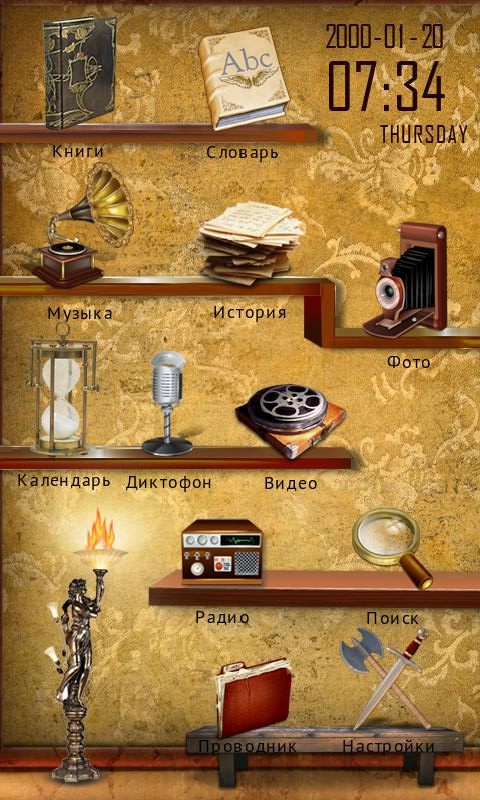 2000-01-20
07:34
THURSDAY
Abc
Книги
Словарь
Музыка
История
Фото
Календарь
Диктофон
Видео
Радио
Поиск
Проводник
Настройки